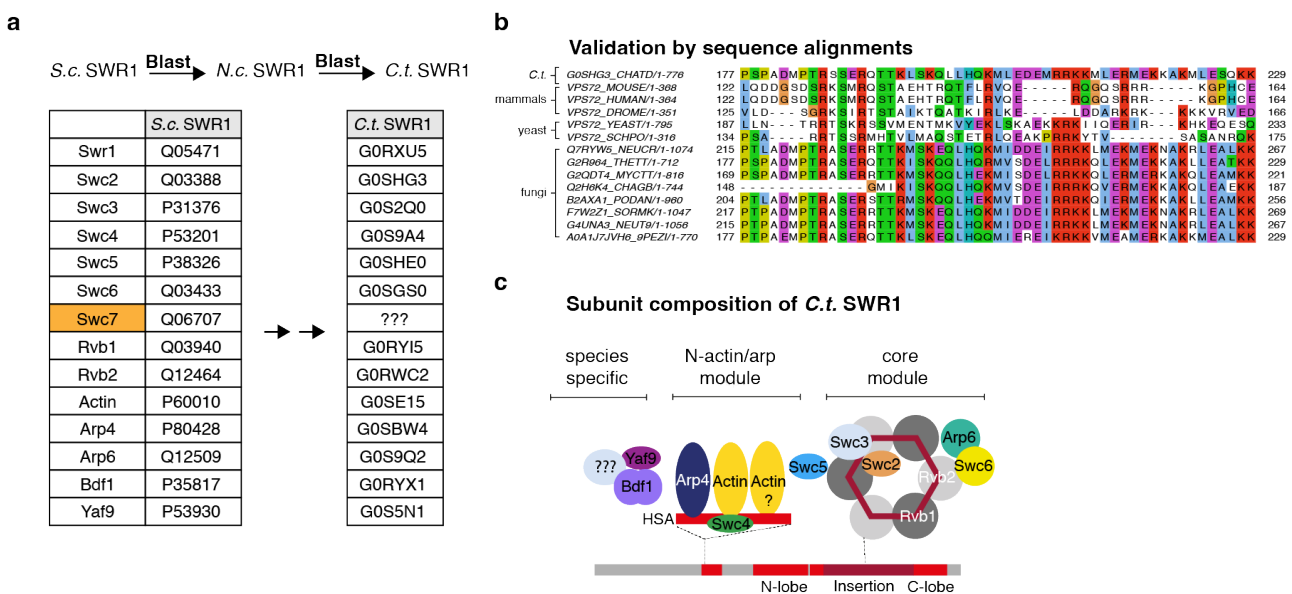 a
S.c. SWR1 Blast N.c. SWR1 Blast C.t. SWR1
S.c. SWR1 C.t. SWR1
Swr1 Q05471 G0RXU5
Swc2 Q03388 G0SHG3
Swc3 P31376 G0S2Q0
Swc4 P53201 G0S9A4
Swc5 P38326 G0SHE0
Swc6 Q03433 G0SGS0
Swc7 Q06707 ???
Rvb1 Q03940 G0RYI5
Rvb2 Q12464 G0RWC2
Actin P60010 G0SE15
Arp4 P80428 G0SBW4
Arp6 Q12509 G0S9Q2
Bdf1 P35817 G0RYX1
Yaf9 P53930 G0S5N1
b
Validation by sequence alignments
C.t.
mammals
yeast
fungi
G0SHG3_CHATD/1-776 177 PSPADMPTRSSERQTTKLSKQLLHQKMLEDEMRRKKMLERMEKKAKMLESQKK 229
VPS72_MOUSE/1-368 122
VPS72_HUMAN/1-364 122
VPS72_DROME/1-351 125
VPS72_YEAST/1-795 187
VPS72_SCHPO/1-316 134
Q7RYW5_NEUCR/1-1074 215 PTLADMPTRASERRTTKLSKEQLHQKMIDDEIRRKKLEKMEKNAKRLEALKK 267
G2R964_THETT/1-712 177
G2QDT4_MYCTT/1-816 169
Q2H6K4_CHAGB/1-744 148
B2AXA1_PODAN/1-960 204
F7W2Z1_SORMK/1-1047 217
G4UNA3_NEUT9/1-1056 215
A0A1J7JVH6_9PEZI/1-770 177
164
164
166
233
175
229
221
187
256
269
265
229
c
Subunit composition of C.t. SWR1
species
specific
N-actin/arp
module
core
module
???
Yaf9
Bdf1
Arp4
Actin
Actin
?
Swc4
HSA
Swc5
Swc3
Swc2
Rvb2
Rvb1
Arp6
Swc6
N-lobe Insertion C-lobe